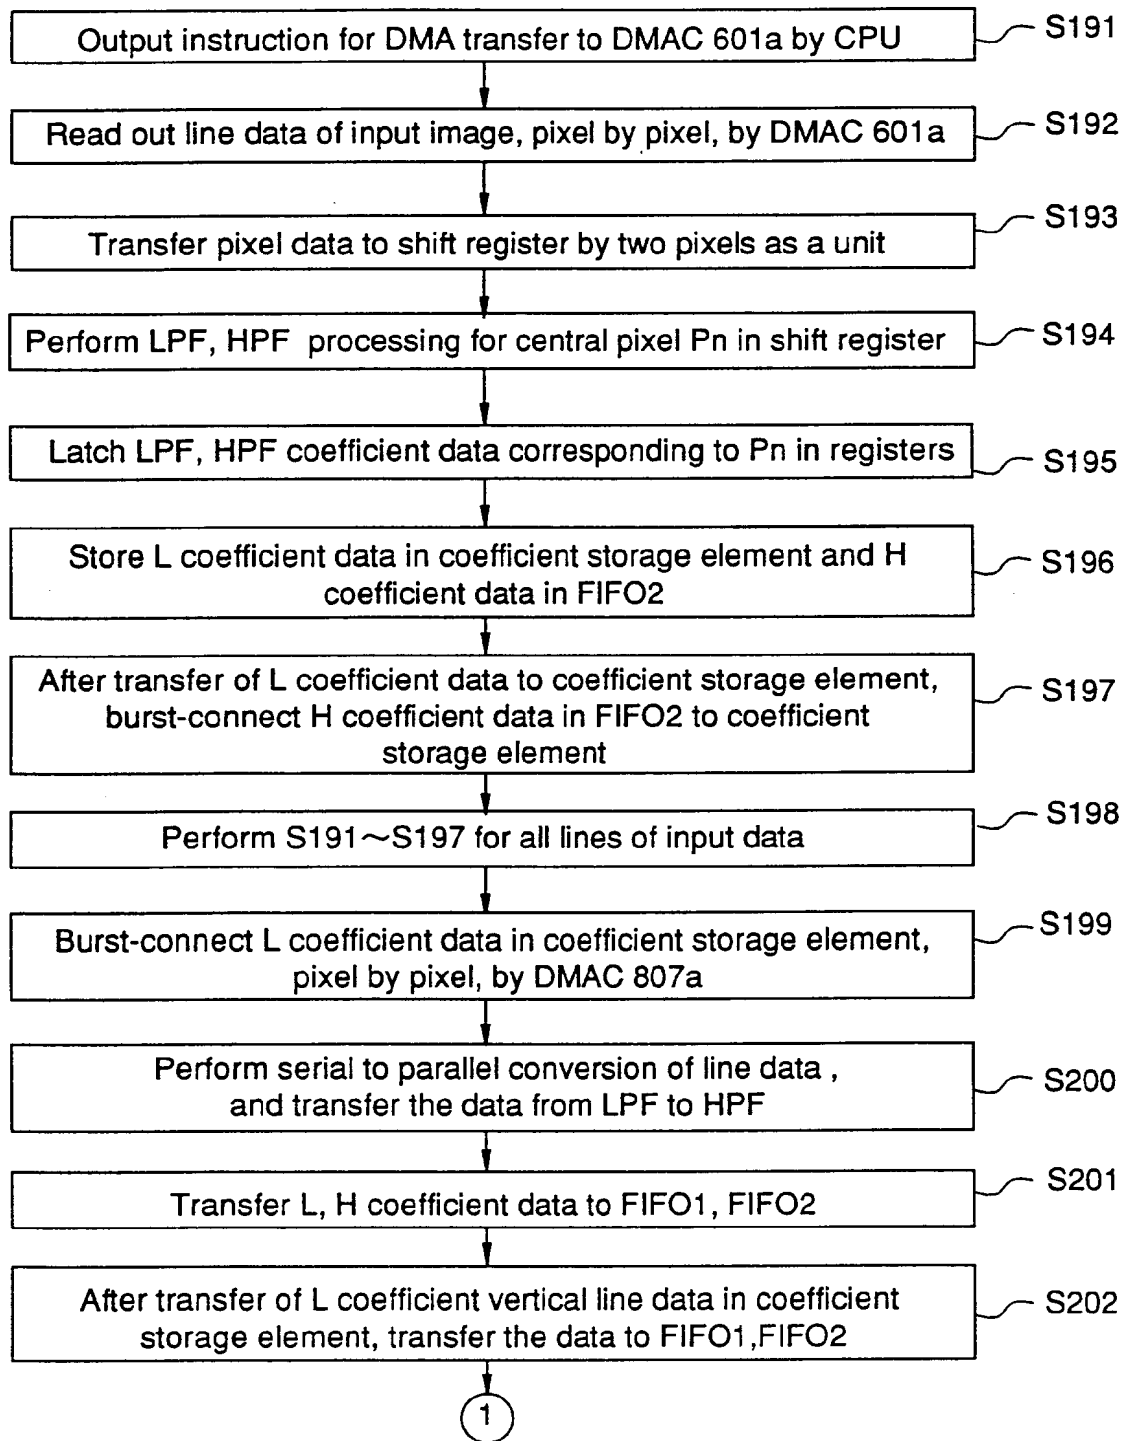 Output instruction for DMA transfer to DMAC 601a by CPU
S191
Read out line data of input image, pixel by pixel, by DMAC 601a
S192
Transfer pixel data to shift register by two pixels as a unit
S193
Perform LPF, HPF processing for central pixel Pn in shift register
S194
Latch LPF, HPF coefficient data corresponding to Pn in registers
S195
Store L coefficient data in coefficient storage element and H
coefficient data in FIFO2
S196
After transfer of L coefficient data to coefficient storage element,
burst-connect H coefficient data in FIFO2 to coefficient
storage element
S197
Perform S191~S197 for all lines of input data
S198
Burst-connect L coefficient data in coefficient storage element,
pixel by pixel, by DMAC 807a
S199
Perform serial to parallel conversion of line data ,
and transfer the data from LPF to HPF
S200
Transfer L, H coefficient data to FIFO1, FIFO2
S201
After transfer of L coefficient vertical line data in coefficient
storage element, transfer the data to FIFO1,FIFO2
S202
1